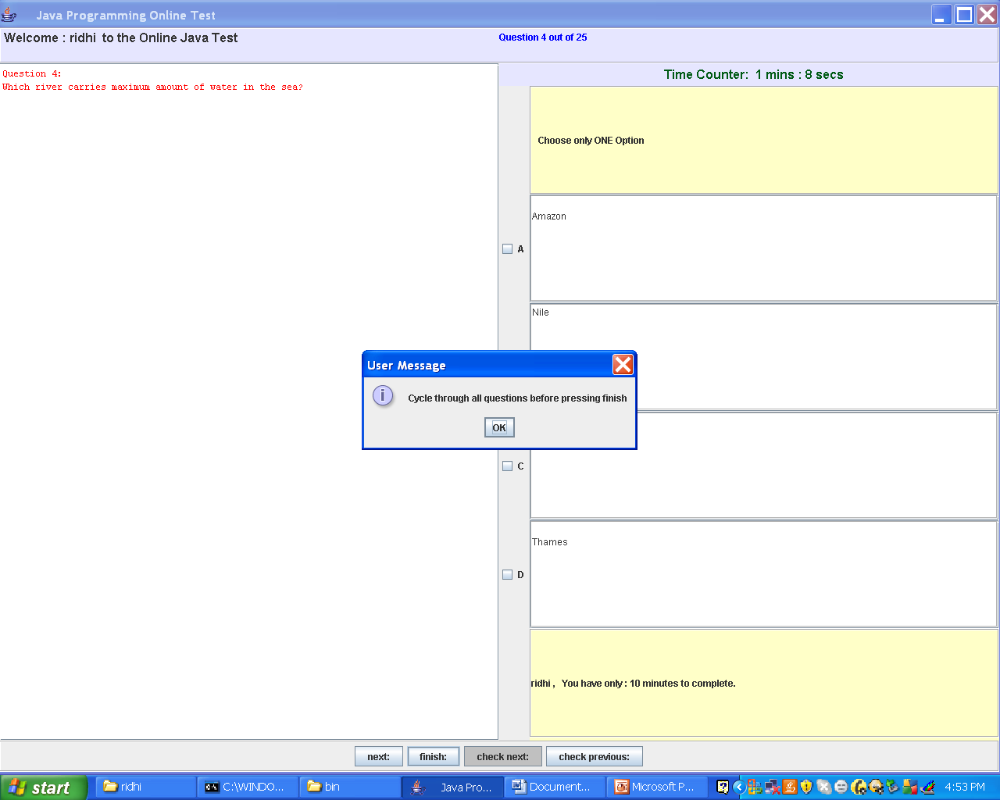 Java Programming Online Test
Welcome : ridhi  to the Online Java Test
Question 4 out of 25
Question 4:
Which river carries maximum amount of water in the sea?
Time Counter:  1 mins : 8 secs
Choose only ONE Option
Amazon
A
Nile
User Message
Cycle through all questions before pressing finish
OK
C
Thames
D
ridhi ,  You have only : 10 minutes to complete.
next:
finish:
check next:
check previous:
start
ridhi
C:\WINDO...
bin
Java Pro...
Document...
Microsoft P...
4:53 PM